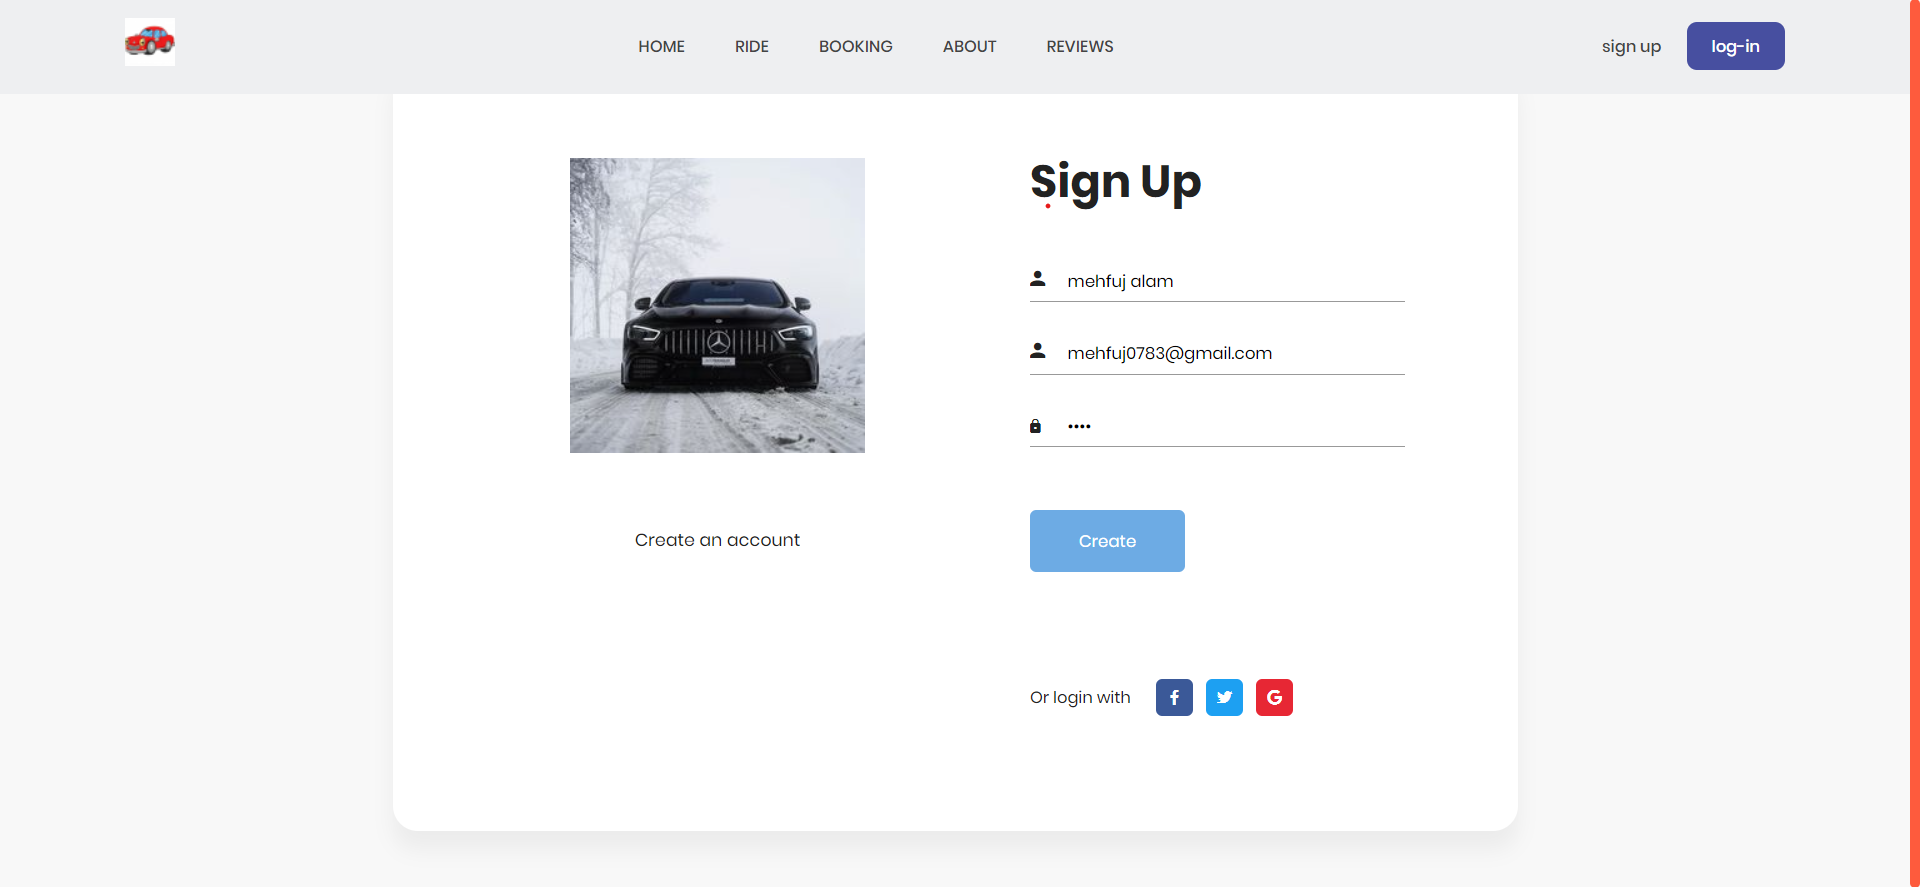 HOME RIDE BOOKING ABOUT REVIEWS sign up log-in
Sign Up
mehfuj alam
mehfuj0783@gmail.com
••••
Create an account
Create
Or login with